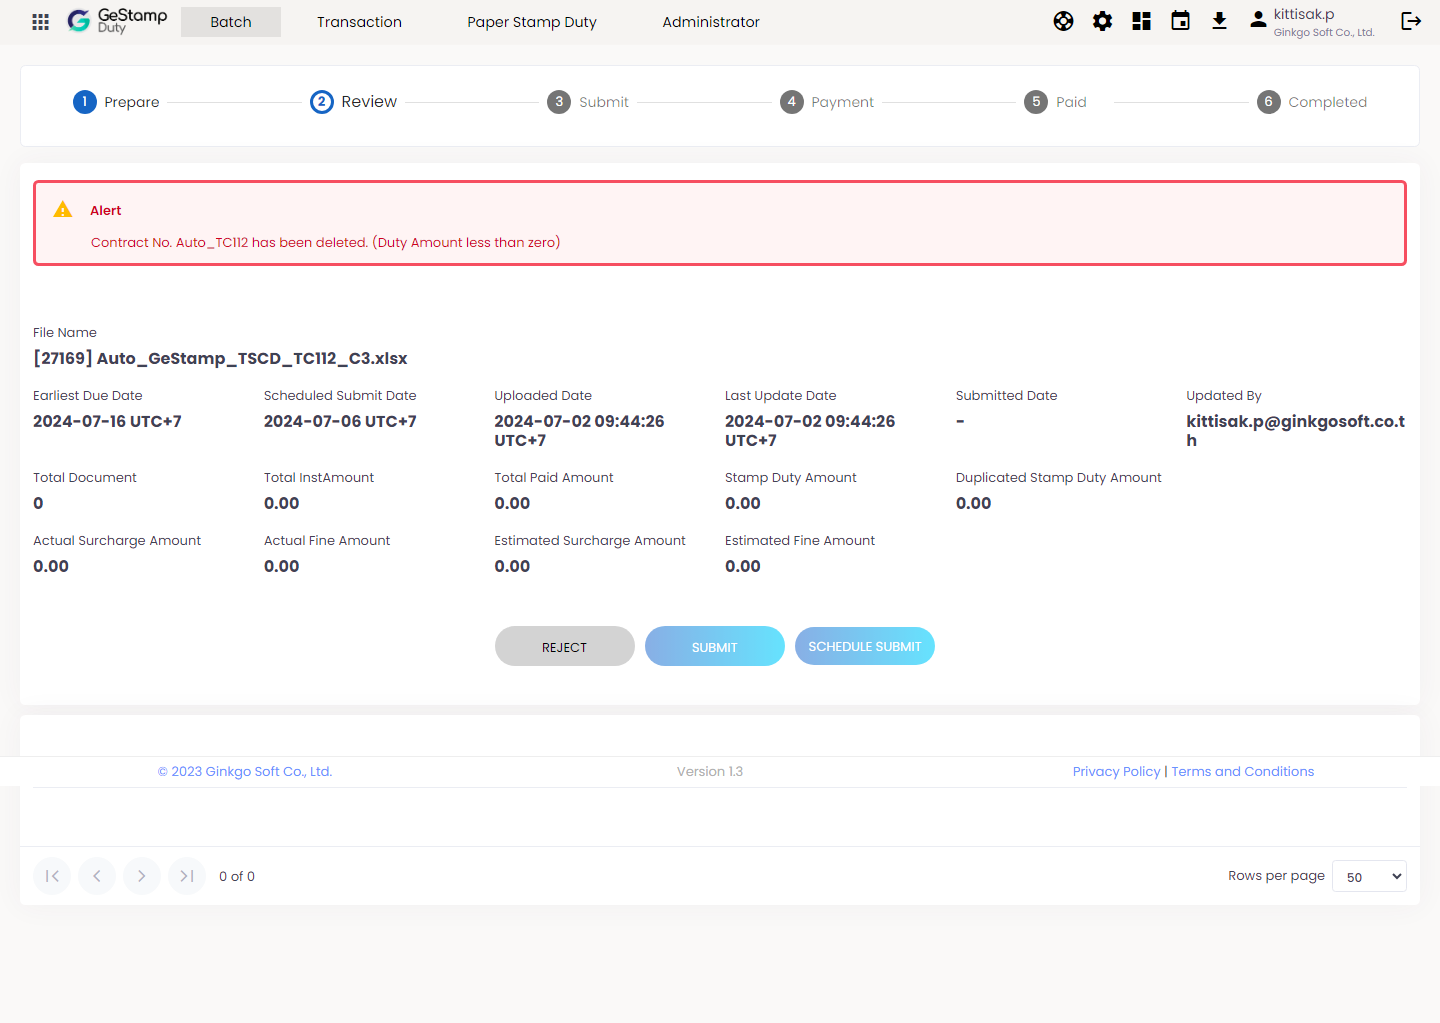 GeStamp
Duty
Batch
Transaction
Paper Stamp Duty
Administrator
kittisak.p
Ginkgo Soft Co., Ltd.
1 Prepare
2 Review
3 Submit
4 Payment
5 Paid
6 Completed
Alert
Contract No. Auto_TC112 has been deleted. (Duty Amount less than zero)
File Name
[27169] Auto_GeStamp_TSCD_TC112_C3.xlsx
Earliest Due Date
2024-07-16 UTC+7
Scheduled Submit Date
2024-07-06 UTC+7
Uploaded Date
2024-07-02 09:44:26
UTC+7
Last Update Date
2024-07-02 09:44:26
UTC+7
Submitted Date
-
Updated By
kittisak.p@ginkgosoft.co.t
h
Total Document
0
Total InstAmount
0.00
Total Paid Amount
0.00
Stamp Duty Amount
0.00
Duplicated Stamp Duty Amount
0.00
Actual Surcharge Amount
0.00
Actual Fine Amount
0.00
Estimated Surcharge Amount
0.00
Estimated Fine Amount
0.00
REJECT
SUBMIT
SCHEDULE SUBMIT
© 2023 Ginkgo Soft Co., Ltd.
Version 1.3
Privacy Policy | Terms and Conditions
0 of 0
Rows per page
50